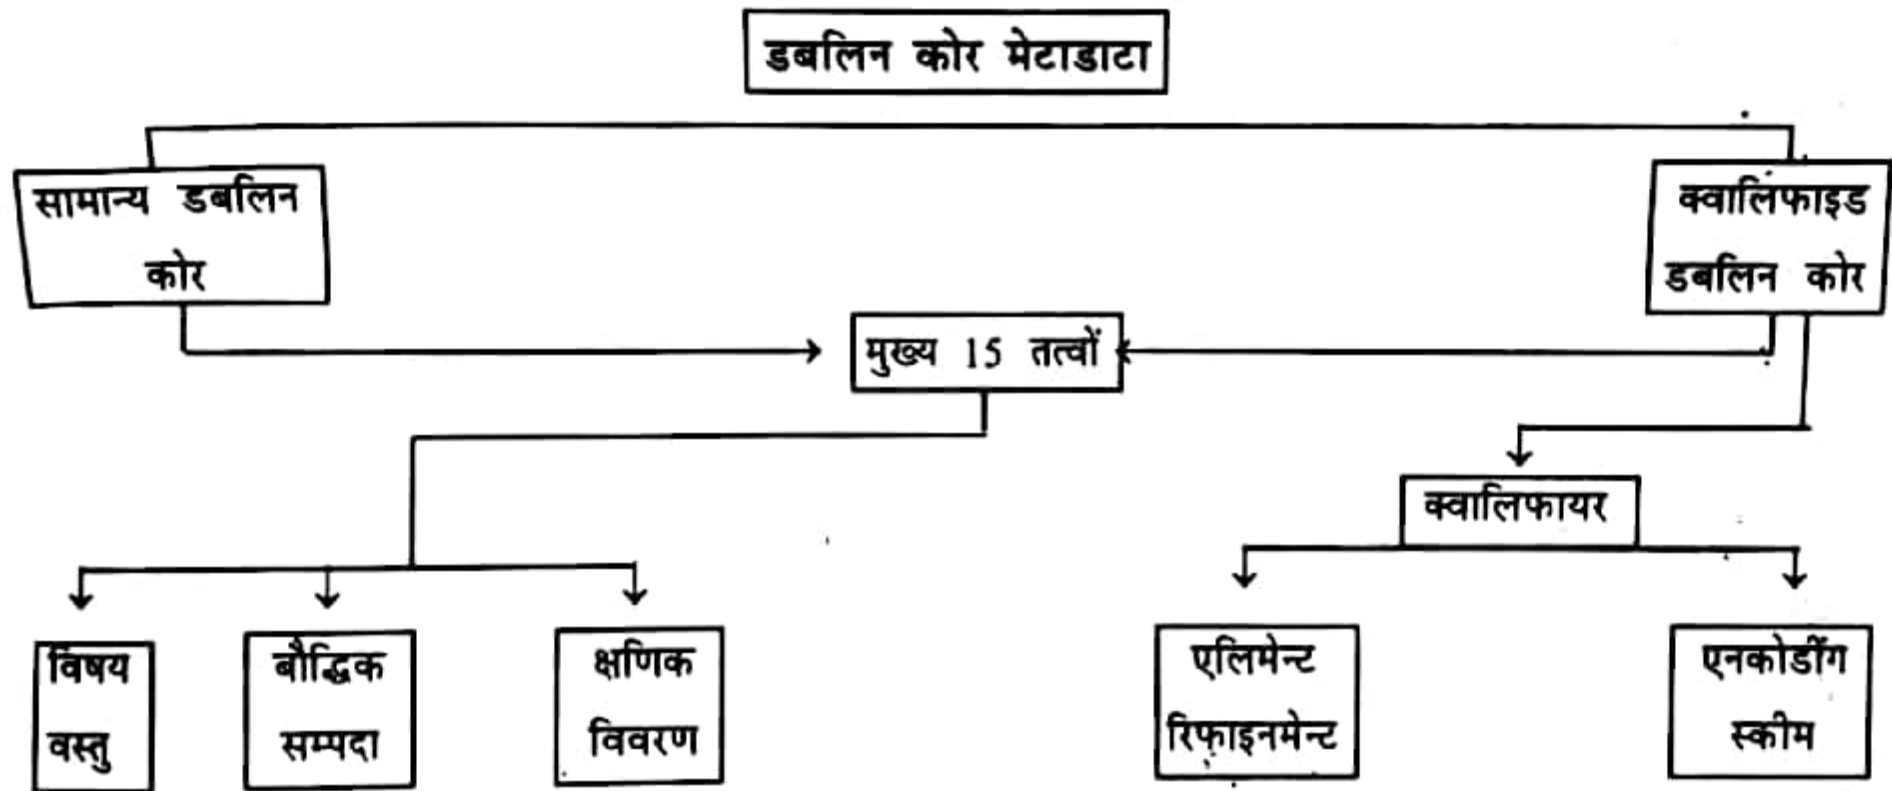 डबलिन कोर मेटाडाटा
सामान्य डबलिन
कोर
क्वालिफाइड
डबलिन कोर
मुख्य 15 तत्वों
क्वालिफायर
विषय
वस्तु
बौद्धिक
सम्पदा
क्षणिक
विवरण
एलिमेन्ट
रिफाइनमेन्ट
एनकोडींग
स्कीम